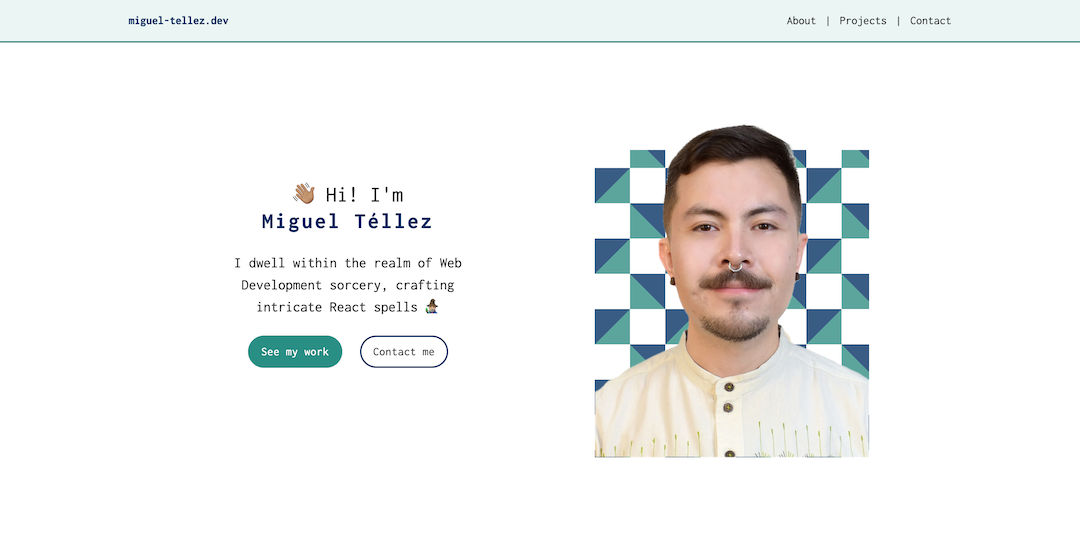 miguel-tellez.dev
About | Projects | Contact
👋🏽 Hi! I'm
Miguel Téllez
I dwell within the realm of Web
Development sorcery, crafting
intricate React spells 🧙🏽‍♂️
See my work
Contact me